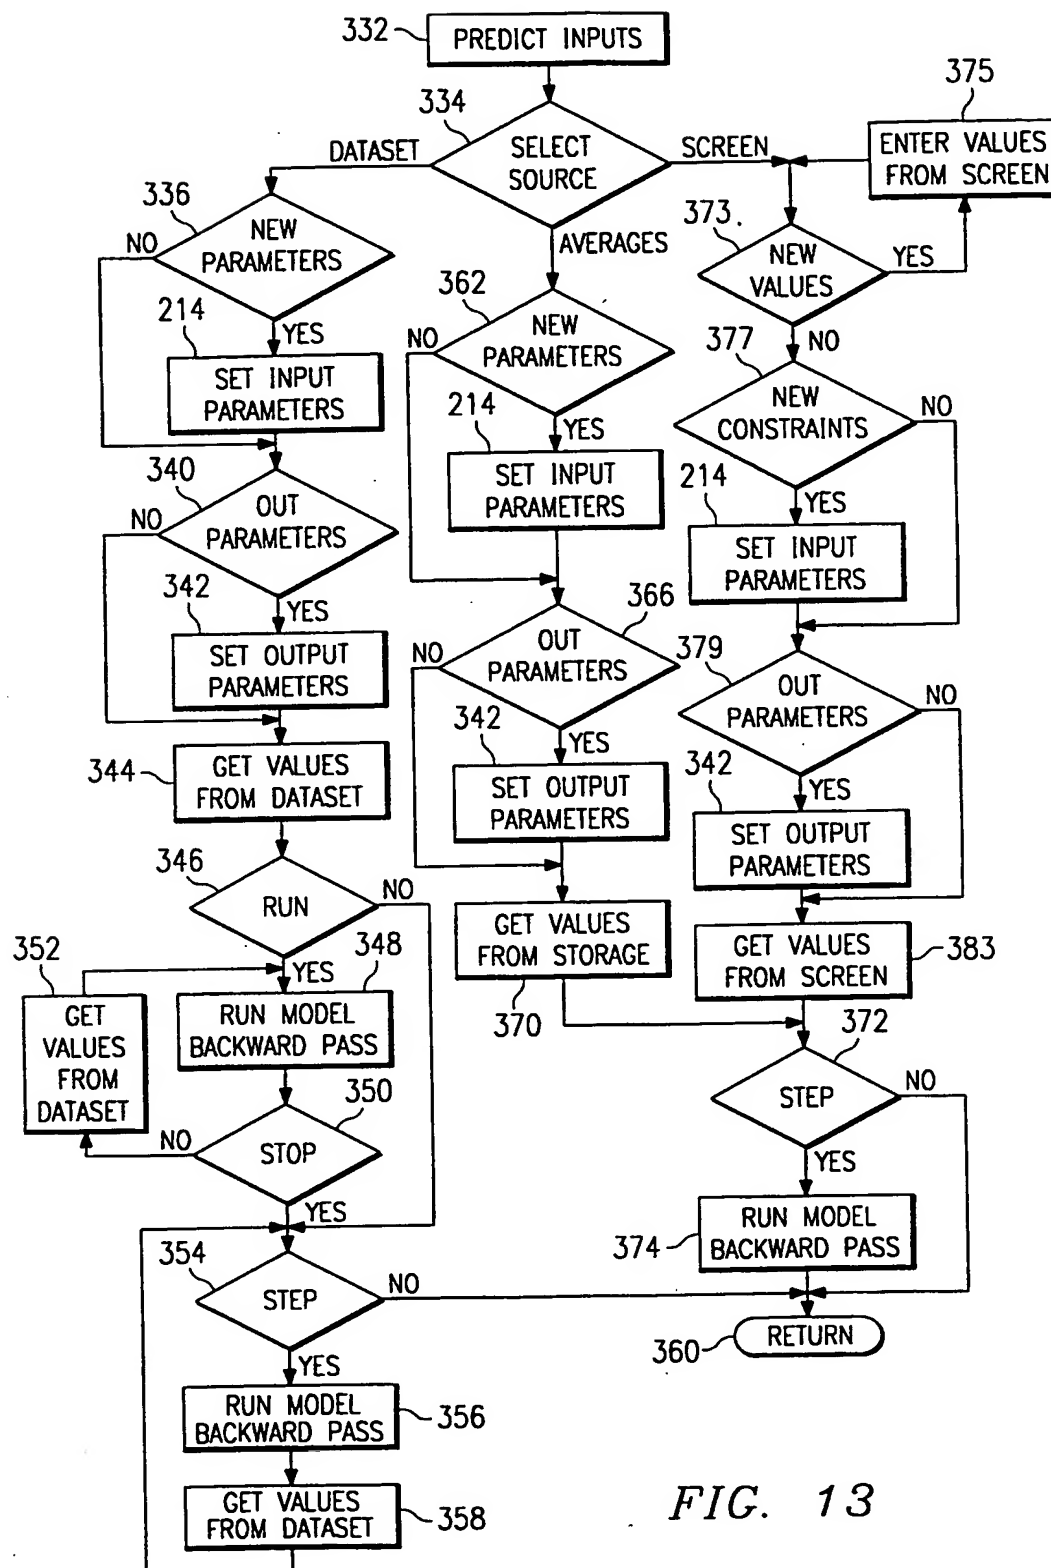 332
PREDICT INPUTS
334
SELECT
SOURCE
DATASET
SCREEN
AVERAGES
375
ENTER VALUES
FROM SCREEN
336
NEW
PARAMETERS
NO
YES
214
SET INPUT
PARAMETERS
340
OUT
PARAMETERS
NO
YES
342
SET OUTPUT
PARAMETERS
344
GET VALUES
FROM DATASET
346
RUN
NO
YES
352
GET
VALUES
FROM
DATASET
348
RUN MODEL
BACKWARD PASS
350
STOP
NO
YES
354
STEP
NO
YES
RUN MODEL
BACKWARD PASS
356
GET VALUES
FROM DATASET
358
362
NEW
PARAMETERS
NO
YES
214
SET INPUT
PARAMETERS
366
OUT
PARAMETERS
NO
YES
342
SET OUTPUT
PARAMETERS
GET VALUES
FROM STORAGE
370
373
NEW
VALUES
YES
NO
377
NEW
CONSTRAINTS
NO
YES
214
SET INPUT
PARAMETERS
379
OUT
PARAMETERS
NO
YES
342
SET OUTPUT
PARAMETERS
GET VALUES
FROM SCREEN
383
372
STEP
NO
YES
374
RUN MODEL
BACKWARD PASS
360
RETURN
FIG. 13